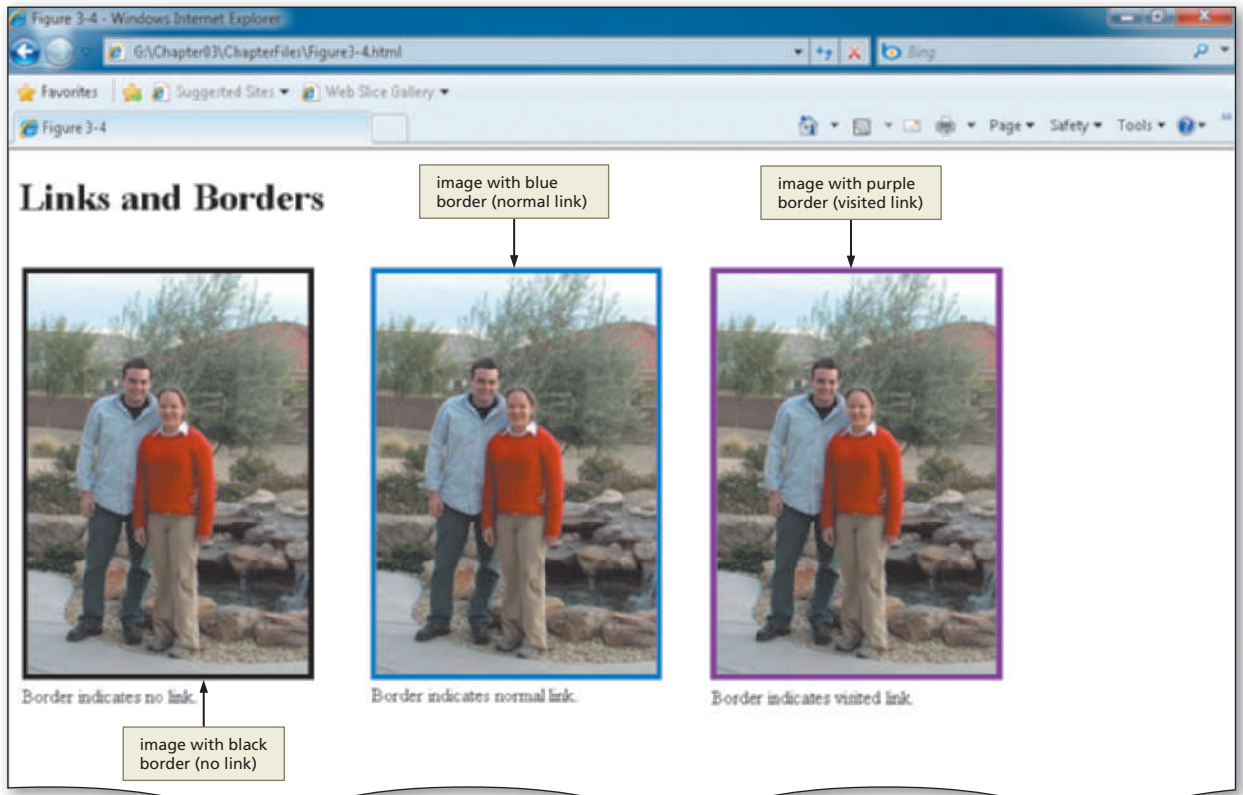 Figure 3-4 - Windows Internet Explorer
G:\Chapter03\ChapterFiles\Figure3-4.html
Bing
Favorites
Suggested Sites
Web Slice Gallery
Figure 3-4
Page
Safety
Tools
Links and Borders
image with blue
border (normal link)
image with purple
border (visited link)
Border indicates no link.
Border indicates normal link.
Border indicates visited link.
image with black
border (no link)